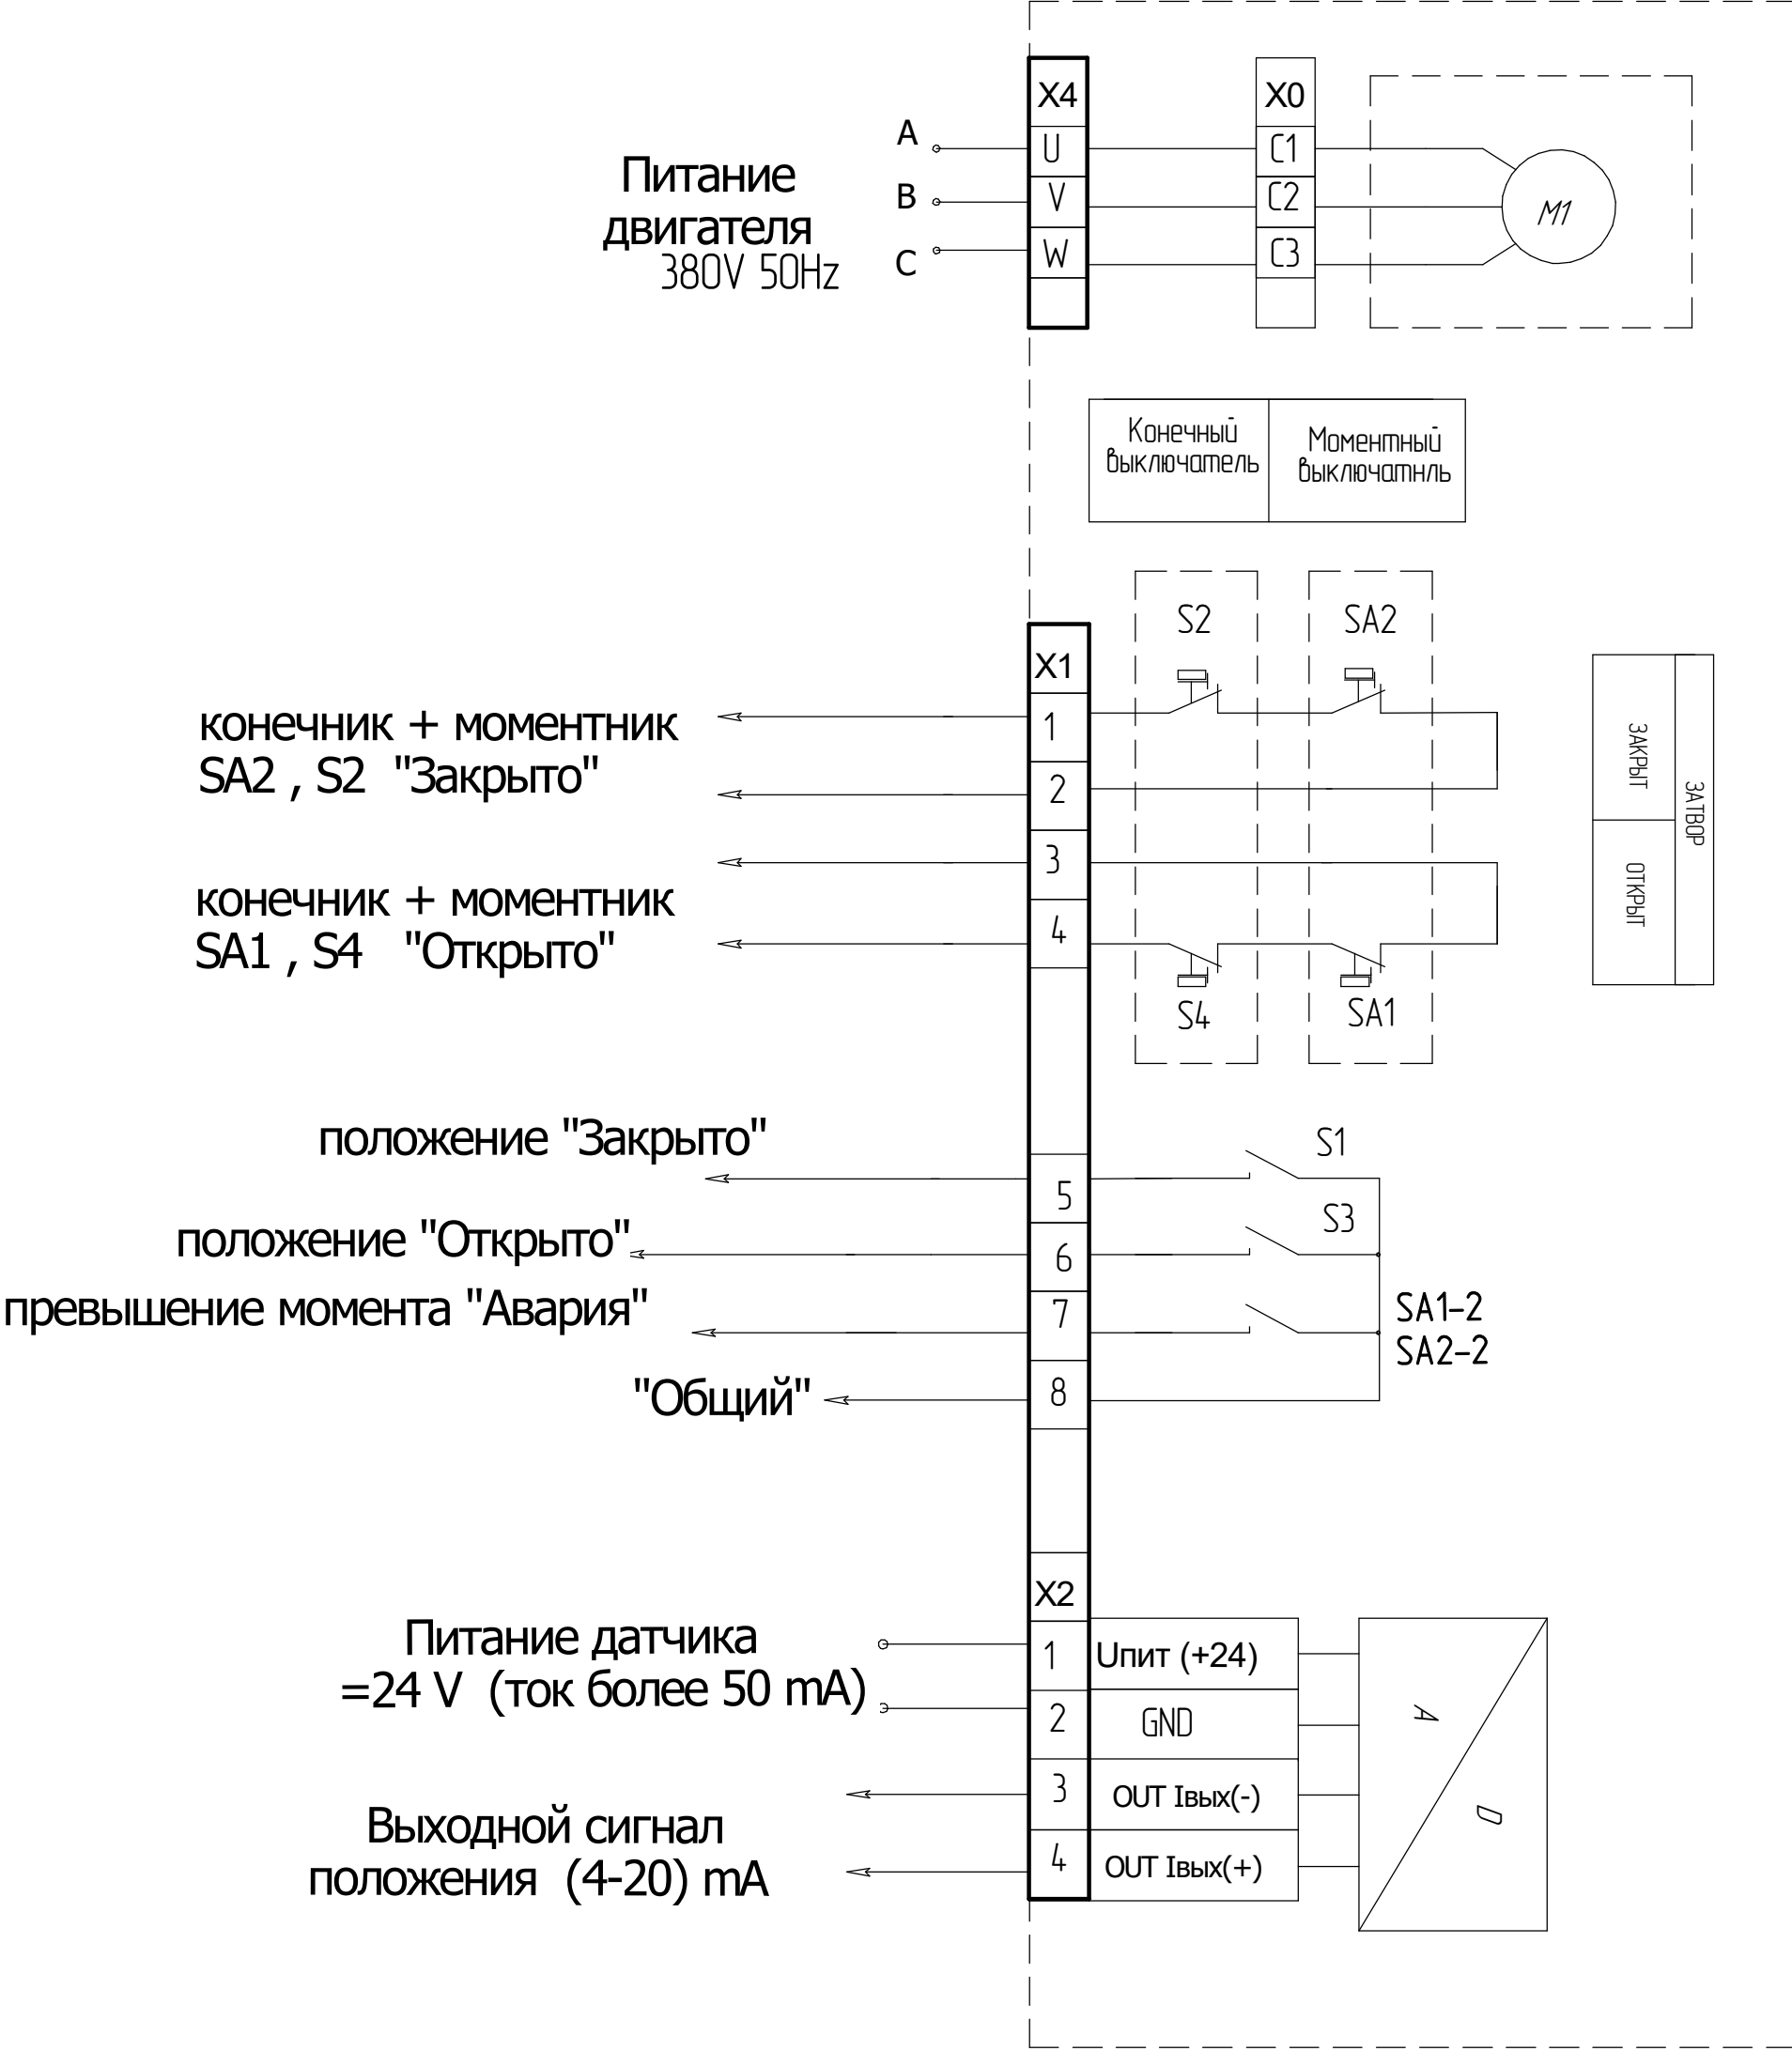 X4
X0
A
U
C1
Питание
двигателя
380V 50Hz
B
V
C2
M1
C
W
C3
Конечный
выключатель
Моментный
выключатнль
S2
SA2
X1
конечник + моментник
SA2 , S2 "Закрыто"
1
2
ЗАКРЫТ
ЗАТВОР
ОТКРЫТ
3
конечник + моментник
SA1 , S4 "Открыто"
4
S4
SA1
положение "Закрыто"
5
S1
положение "Открыто"
6
S3
превышение момента "Авария"
7
SA1-2
SA2-2
"Общий"
8
X2
Питание датчика
=24 V (ток более 50 mA)
1
Uпит (+24)
2
GND
A
D
Выходной сигнал
положения (4-20) mA
3
OUT Iвых(-)
4
OUT Iвых(+)